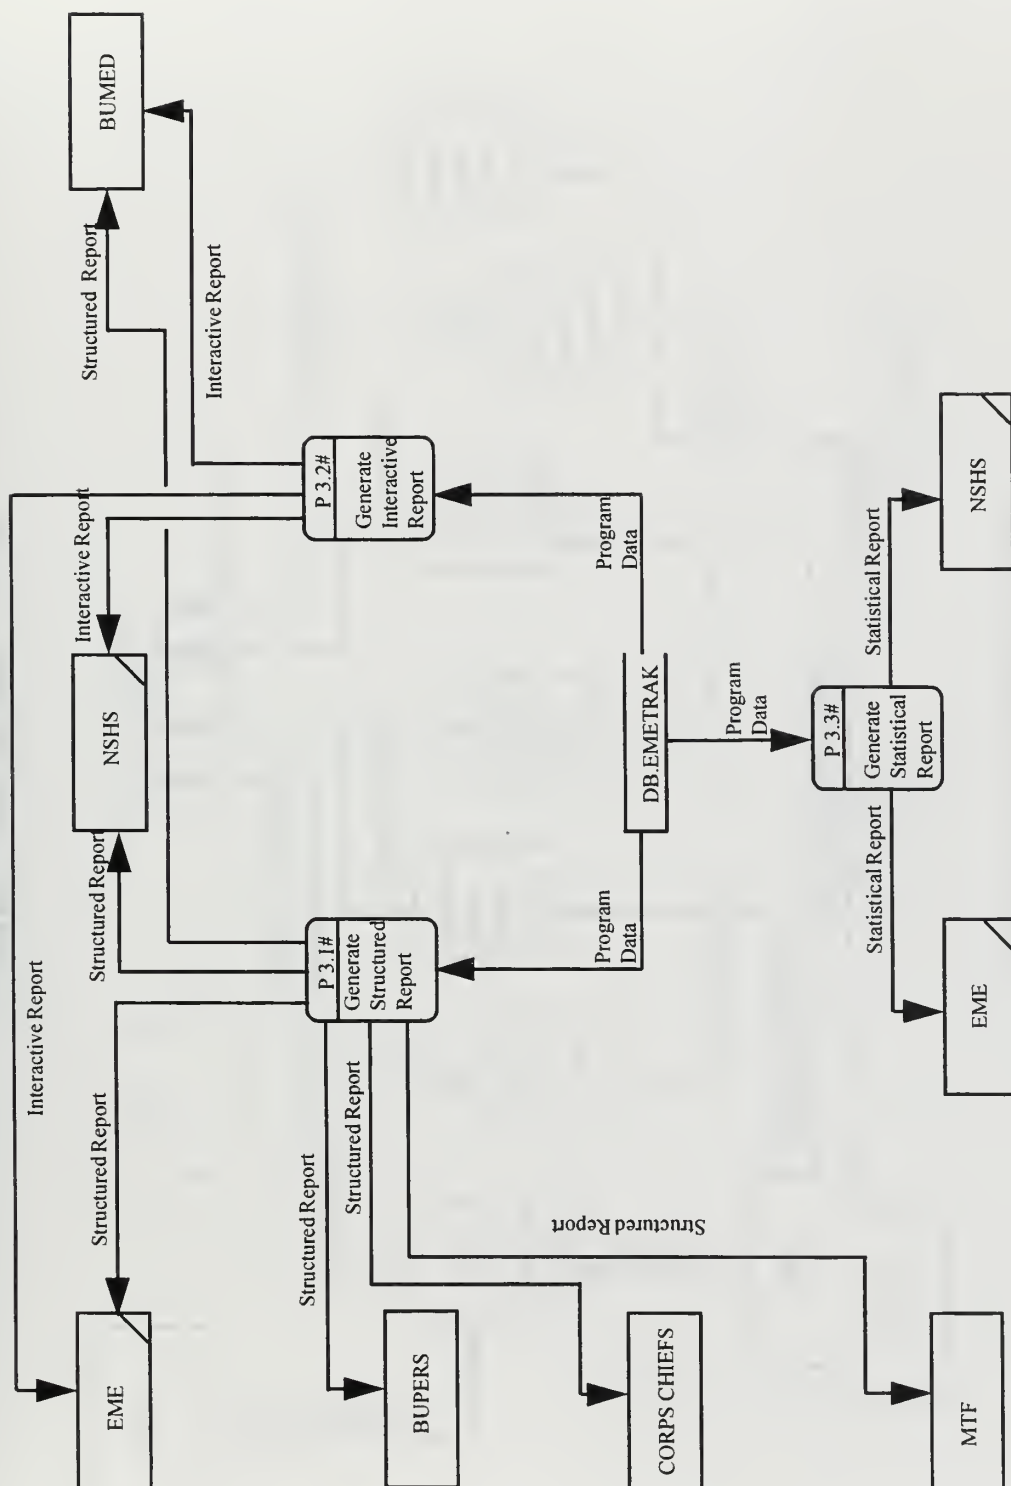 Interactive Report
EME
Structured Report
Structured Report
NSHS
Interactive Report
Structured Report
BUMED
Interactive Report
P 3.1#
Generate
Structured
Report
P 3.2#
Generate
Interactive
Report
BUPERS
Structured Report
Structured Report
CORPS CHIEFS
Structured Report
MTF
Program
Data
Program
Data
DB.EMETRAK
Program
Data
P 3.3#
Generate
Statistical
Report
Statistical Report
Statistical Report
EME
NSHS